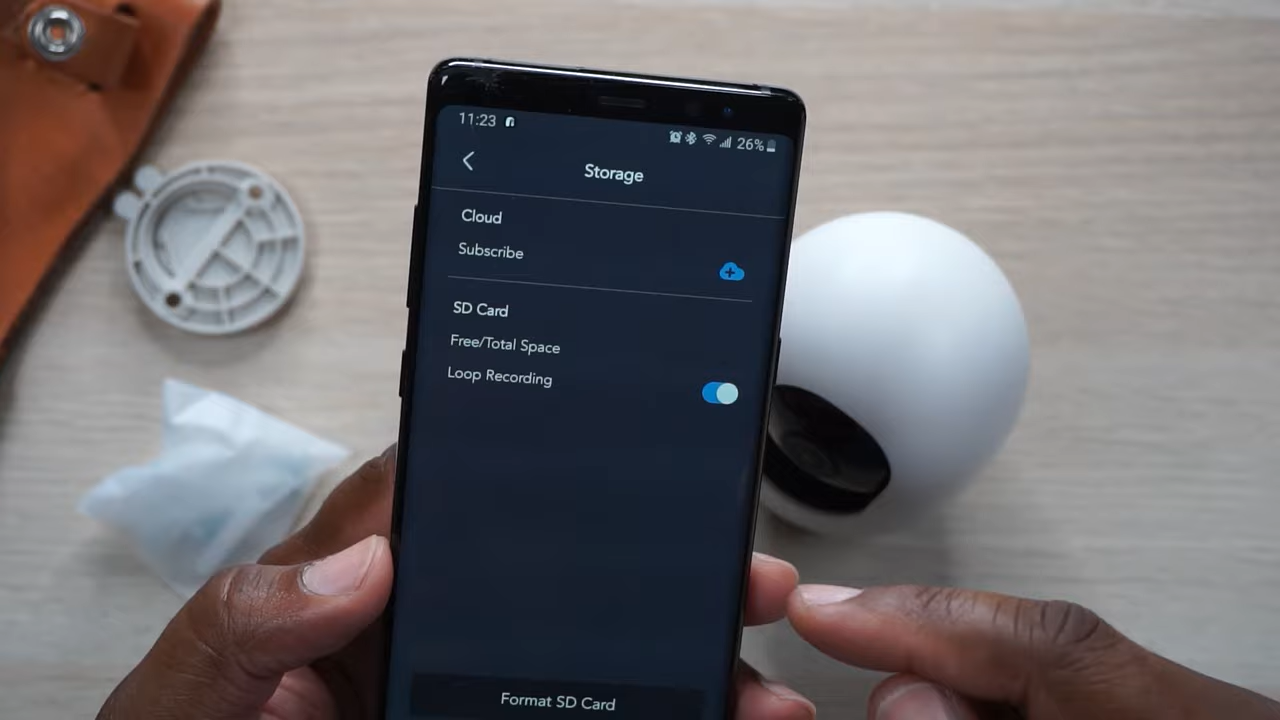 11:23
26%
Storage
Cloud
Subscribe
SD Card
Free/Total Space
Loop Recording
Format SD Card